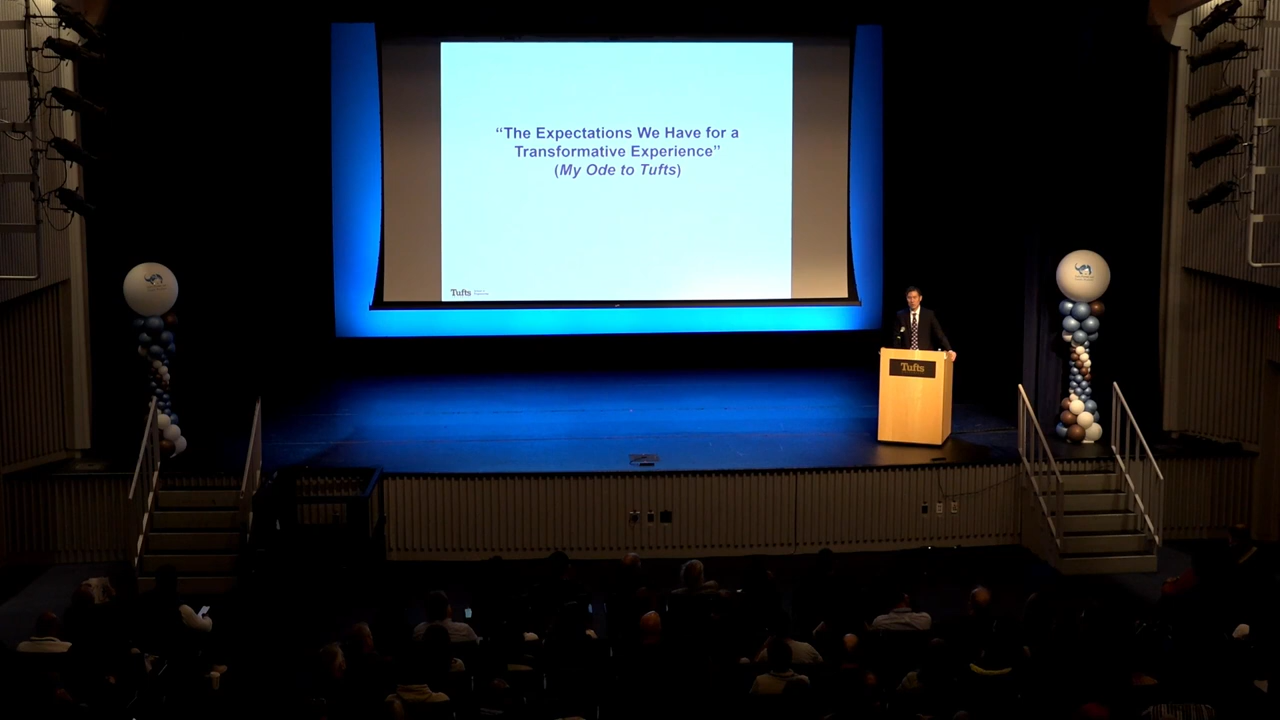 “The Expectations We Have for a
Transformative Experience”
(My Ode to Tufts)
Tufts
Tufts